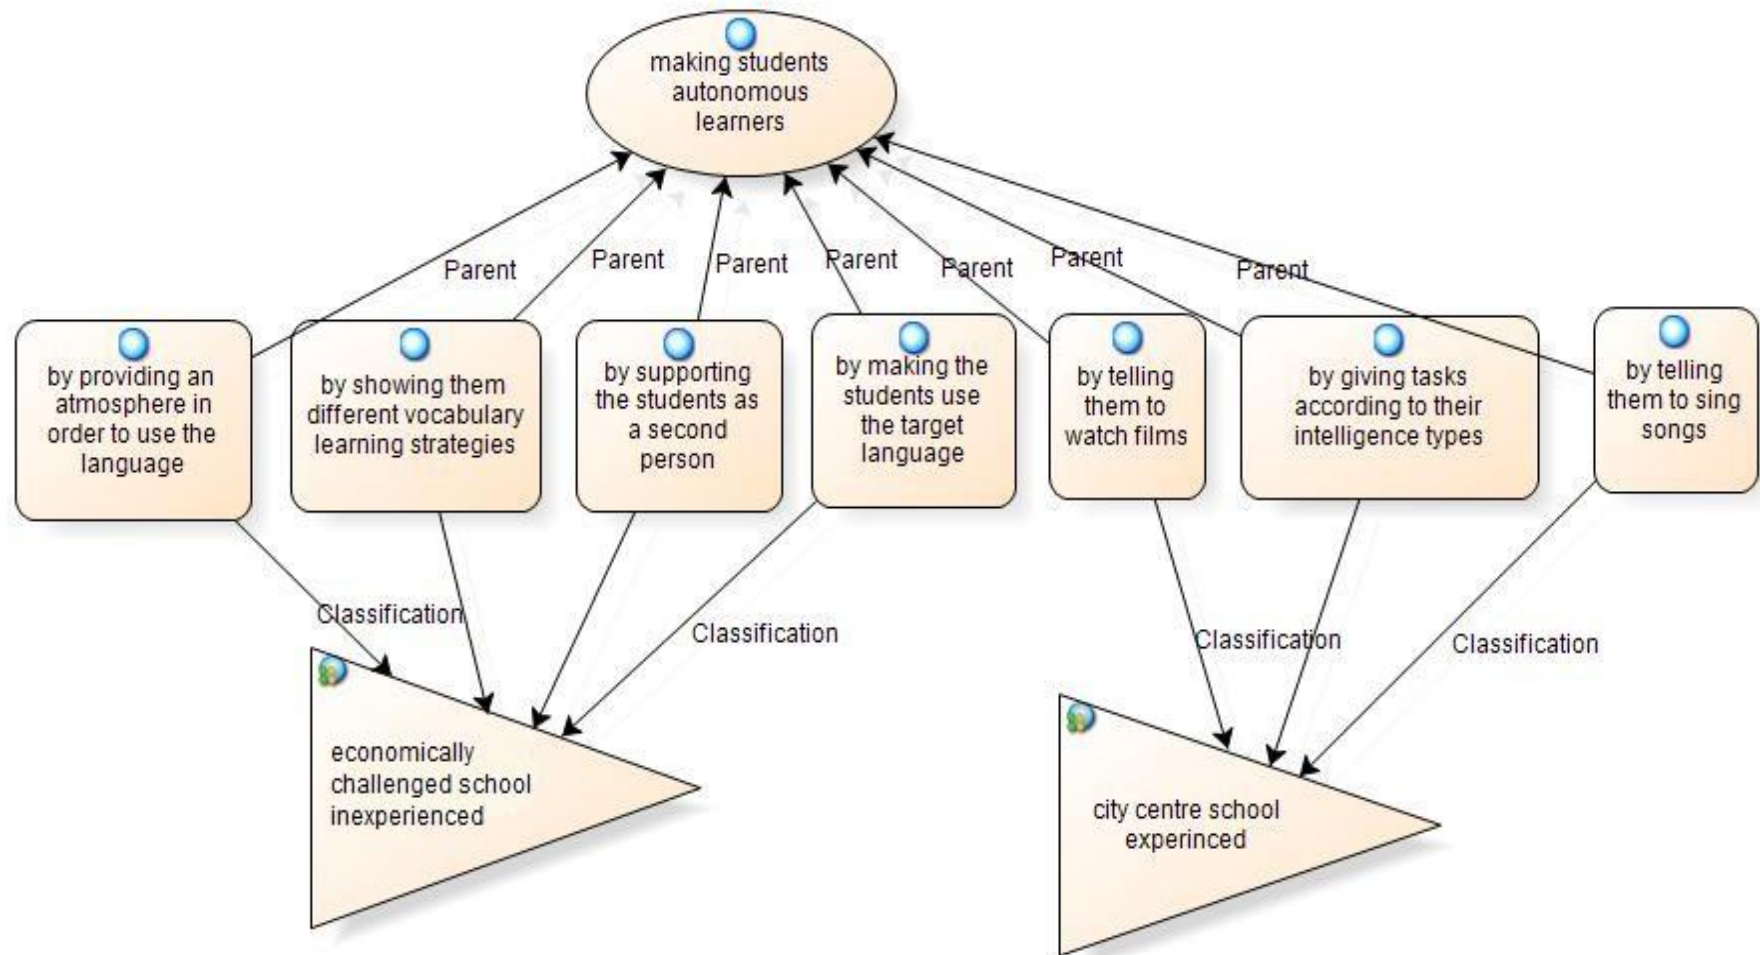 making students
autonomous
learners
Parent
Parent
Parent
Parent
Parent
Parent
Parent
by providing an
atmosphere in
order to use the
language
by showing them
different vocabulary
learning strategies
by supporting
the students as
a second
person
by making the
students use
the target
language
by telling
them to
watch films
by giving tasks
according to their
intelligence types
by telling
them to sing
songs
Classification
Classification
Classification
Classification
economically
challenged school
inexperienced
city centre school
experinced